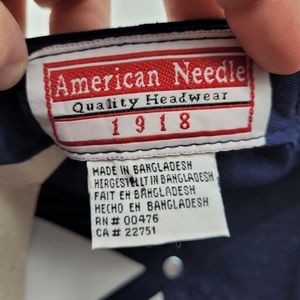 American Needle
Quality Headwear
1918
MADE IN BANGLADESH
HERGESTELLT IN BANGLADESH
FAIT EN BANGLADESH
HECHO EN BANGLADESH
RN # 00476
CA # 22751